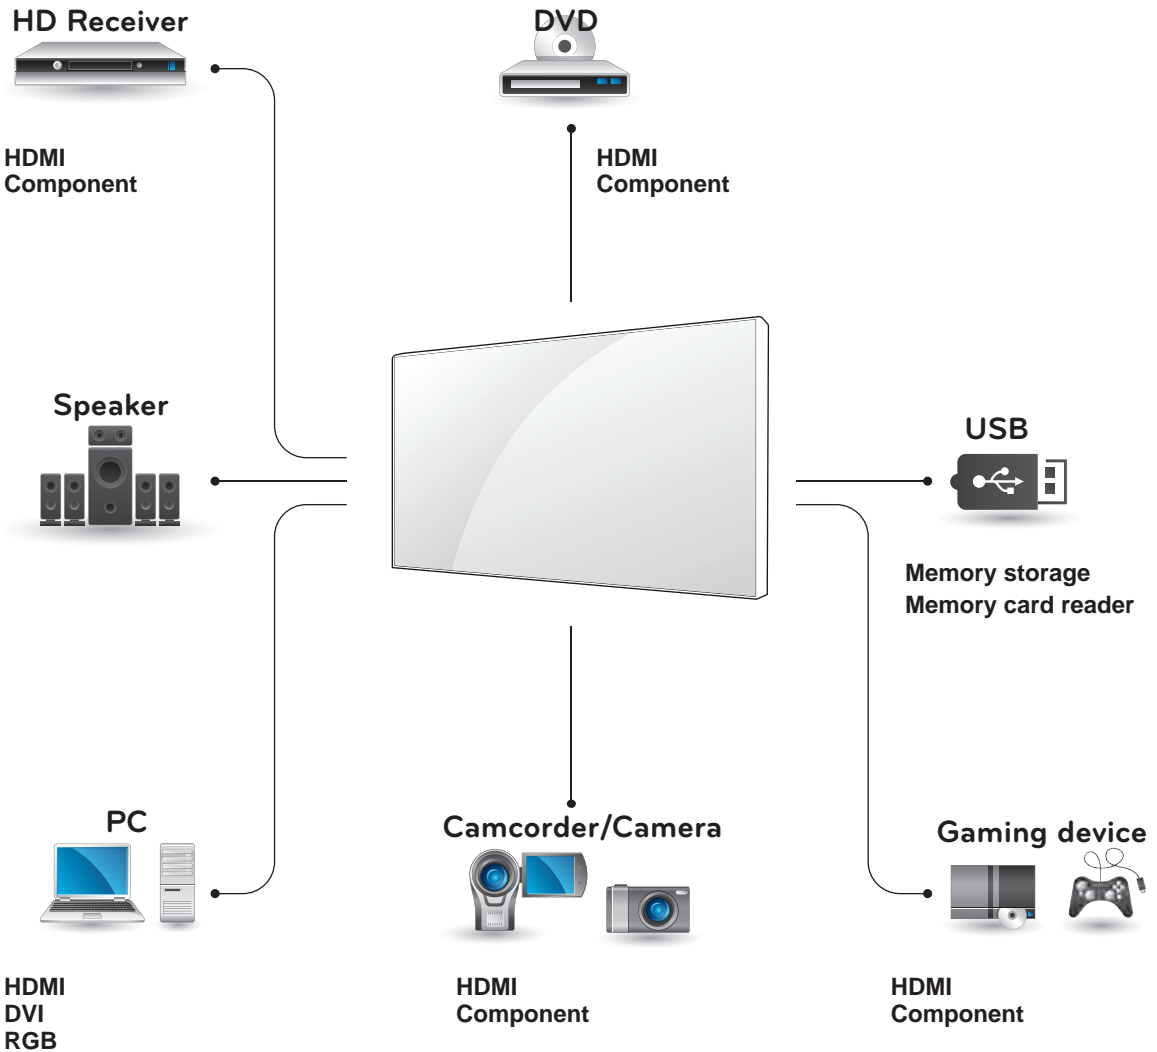 HD Receiver
HDMI
Component
DVD
HDMI
Component
Speaker
USB
Memory storage
Memory card reader
PC
HDMI
DVI
RGB
Camcorder/Camera
HDMI
Component
Gaming device
HDMI
Component